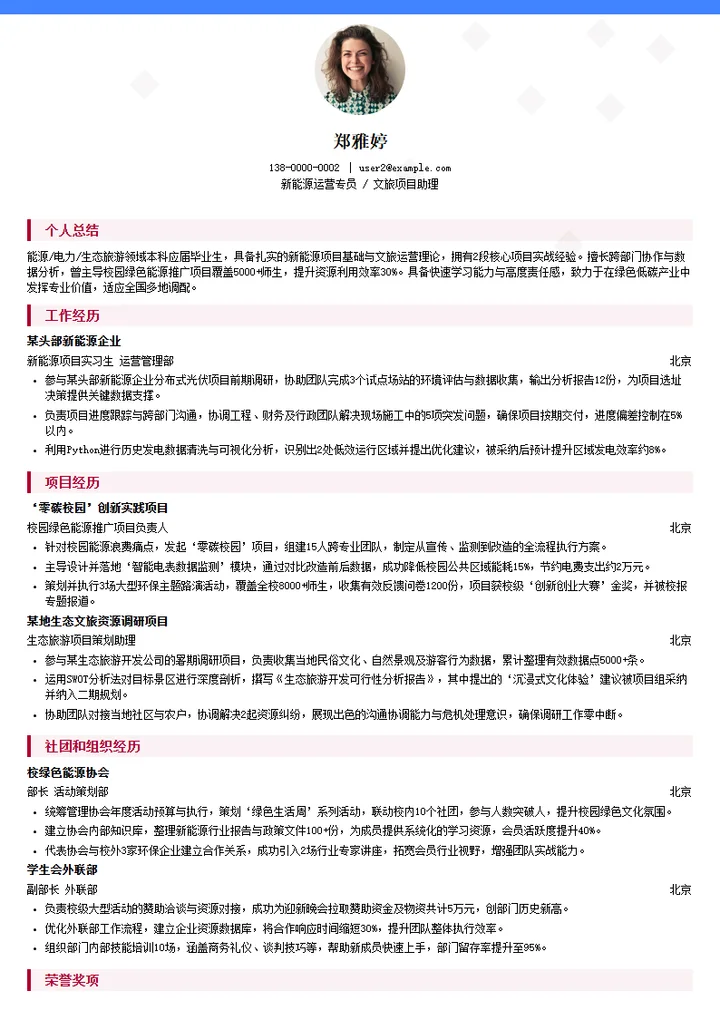 郑雅婷
138-0000-0002 | user2@example.com
新能源运营专员 / 文旅项目助理
个人总结
能源/电力/生态旅游领域本科应届毕业生，具备扎实的新能源项目基础与文旅运营理论，拥有2段核心项目实战经验。擅长跨部门协作与数
据分析，曾主导校园绿色能源推广项目覆盖5000+师生，提升资源利用效率30%。具备快速学习能力与高度责任感，致力于在绿色低碳产业中
发挥专业价值，适应全国多地调配。
工作经历
某头部新能源企业
新能源项目实习生 运营管理部 北京
• 参与某头部新能源企业分布式光伏项目前期调研，协助团队完成3个试点场站的环境评估与数据收集，输出分析报告12份，为项目选址
决策提供关键数据支撑。
• 负责项目进度跟踪与跨部门沟通，协调工程、财务及行政团队解决现场施工中的5项突发问题，确保项目按期交付，进度偏差控制在5%
以内。
• 利用Python进行历史发电数据清洗与可视化分析，识别出2处低效运行区域并提出优化建议，被采纳后预计提升区域发电效率约8%。
项目经历
‘零碳校园’创新实践项目
校园绿色能源推广项目负责人 北京
• 针对校园能源浪费痛点，发起‘零碳校园’项目，组建15人跨专业团队，制定从宣传、监测到改造的全流程执行方案。
• 主导设计并落地‘智能电表数据监测’模块，通过对比改造前后数据，成功降低校园公共区域能耗15%，节约电费支出约2万元。
• 策划并执行3场大型环保主题路演活动，覆盖全校8000+师生，收集有效反馈问卷1200份，项目获校级‘创新创业大赛’金奖，并被校报
专题报道。
某地生态文旅资源调研项目
生态旅游项目策划助理 北京
• 参与某生态旅游开发公司的暑期调研项目，负责收集当地民俗文化、自然景观及游客行为数据，累计整理有效数据点5000+条。
• 运用SWOT分析法对目标景区进行深度剖析，撰写《生态旅游开发可行性分析报告》，其中提出的‘沉浸式文化体验’建议被项目组采纳
并纳入二期规划。
• 协助团队对接当地社区与农户，协调解决2起资源纠纷，展现出色的沟通协调能力与危机处理意识，确保调研工作零中断。
社团和组织经历
校绿色能源协会
部长 活动策划部 北京
• 统筹管理协会年度活动预算与执行，策划‘绿色生活周’系列活动，联动校内10个社团，参与人数突破人，提升校园绿色文化氛围。
• 建立协会内部知识库，整理新能源行业报告与政策文件100+份，为成员提供系统化的学习资源，会员活跃度提升40%。
• 代表协会与校外3家环保企业建立合作关系，成功引入2场行业专家讲座，拓宽会员行业视野，增强团队实战能力。
学生会外联部
副部长 外联部 北京
• 负责校级大型活动的赞助洽谈与资源对接，成功为迎新晚会拉取赞助资金及物资共计5万元，创部门历史新高。
• 优化外联部工作流程，建立企业资源数据库，将合作响应时间缩短30%，提升团队整体执行效率。
• 组织部门内部技能培训10场，涵盖商务礼仪、谈判技巧等，帮助新成员快速上手，部门留存率提升至95%。
荣誉奖项